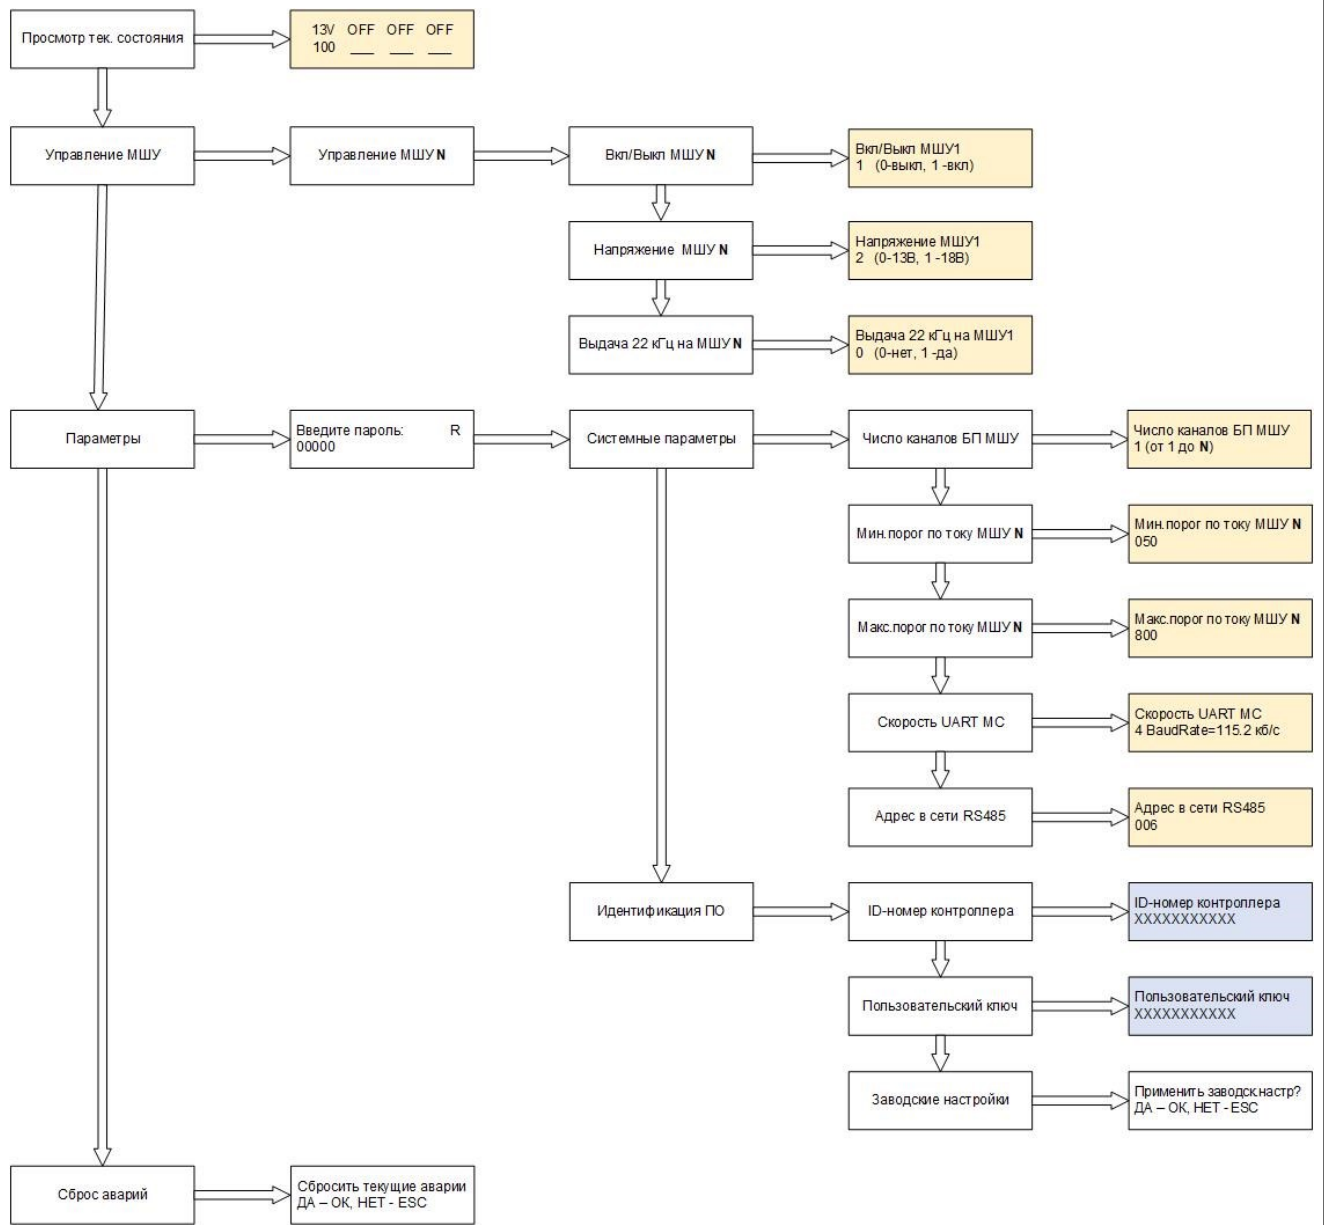 Просмотр тек. состояния
13V OFF OFF OFF
100 ___ ___ ___
Управление МШУ
Управление МШУ N
Вкл/Выкл МШУ N
Вкл/Выкл МШУ1
1 (0-выкл, 1 -вкл)
Напряжение МШУ N
Напряжение МШУ1
2 (0-13В, 1 -18В)
Выдача 22 кГц на МШУ N
Выдача 22 кГц на МШУ1
0 (0-нет, 1 -да)
Параметры
Введите пароль: R
00000
Системные параметры
Число каналов БП МШУ
Число каналов БП МШУ
1 (от 1 до N)
Мин.порог по току МШУ N
Мин.порог по току МШУ N
050
Макс.порог по току МШУ N
Макс.порог по току МШУ N
800
Скорость UART МС
Скорость UART МС
4 BaudRate=115.2 кб/с
Адрес в сети RS485
Адрес в сети RS485
006
Идентификация ПО
ID-номер контроллера
ID-номер контроллера
XXXXXXXXXXX
Пользовательский ключ
Пользовательский ключ
XXXXXXXXXXX
Заводские настройки
Применить заводск.настр?
ДА – ОК, НЕТ - ESC
Сброс аварий
Сбросить текущие аварии
ДА – ОК, НЕТ - ESC